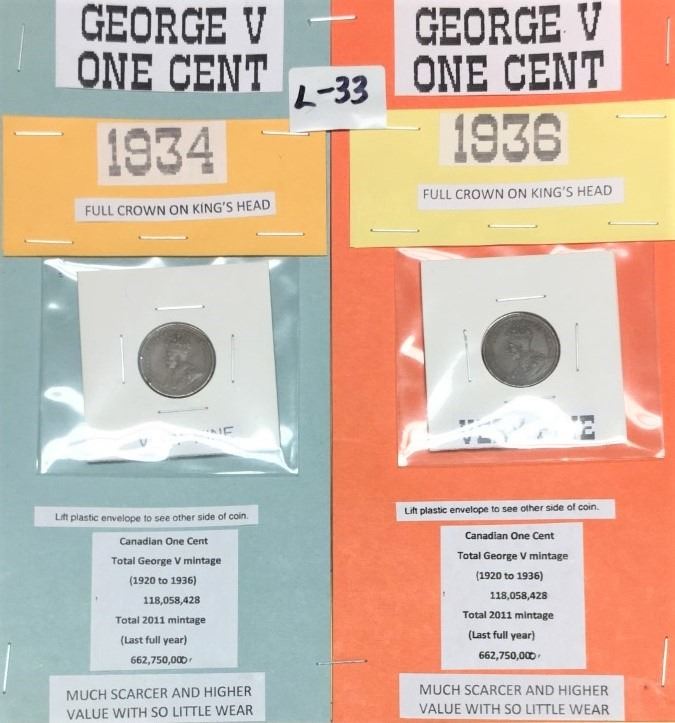 GEORGE V
ONE CENT
1934
FULL CROWN ON KING'S HEAD
Lift plastic envelope to see other side of coin.
Canadian One Cent
Total George V mintage
(1920 to 1936)
118,058,428
Total 2011 mintage
(Last full year)
662,750,000
MUCH SCARCER AND HIGHER
VALUE WITH SO LITTLE WEAR
L-33
GEORGE V
ONE CENT
1936
FULL CROWN ON KING'S HEAD
VERY FINE
Lift plastic envelope to see other side of coin.
Canadian One Cent
Total George V mintage
(1920 to 1936)
118,058,428
Total 2011 mintage
(Last full year)
662,750,000
MUCH SCARCER AND HIGHER
VALUE WITH SO LITTLE WEAR